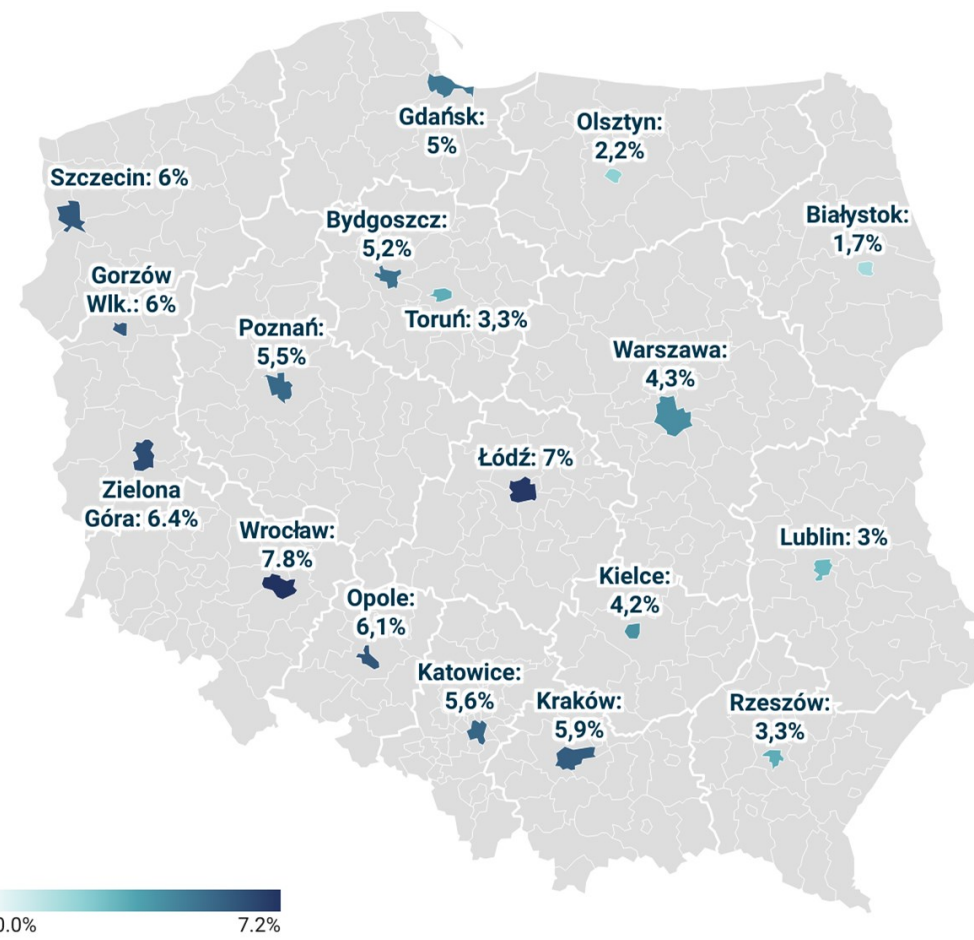 Gdańsk:
5%
Olsztyn:
2,2%
Szczecin: 6%
Białystok:
1,7%
Bydgoszcz:
5,2%
Gorzów
Wlk.: 6%
Toruń: 3,3%
Poznań:
5,5%
Warszawa:
4,3%
Łódź: 7%
Zielona
Góra: 6.4%
Wrocław:
7.8%
Lublin: 3%
Kielce:
4,2%
Opole:
6,1%
Katowice:
5,6%
Kraków:
5,9%
Rzeszów:
3,3%
0.0%
7.2%